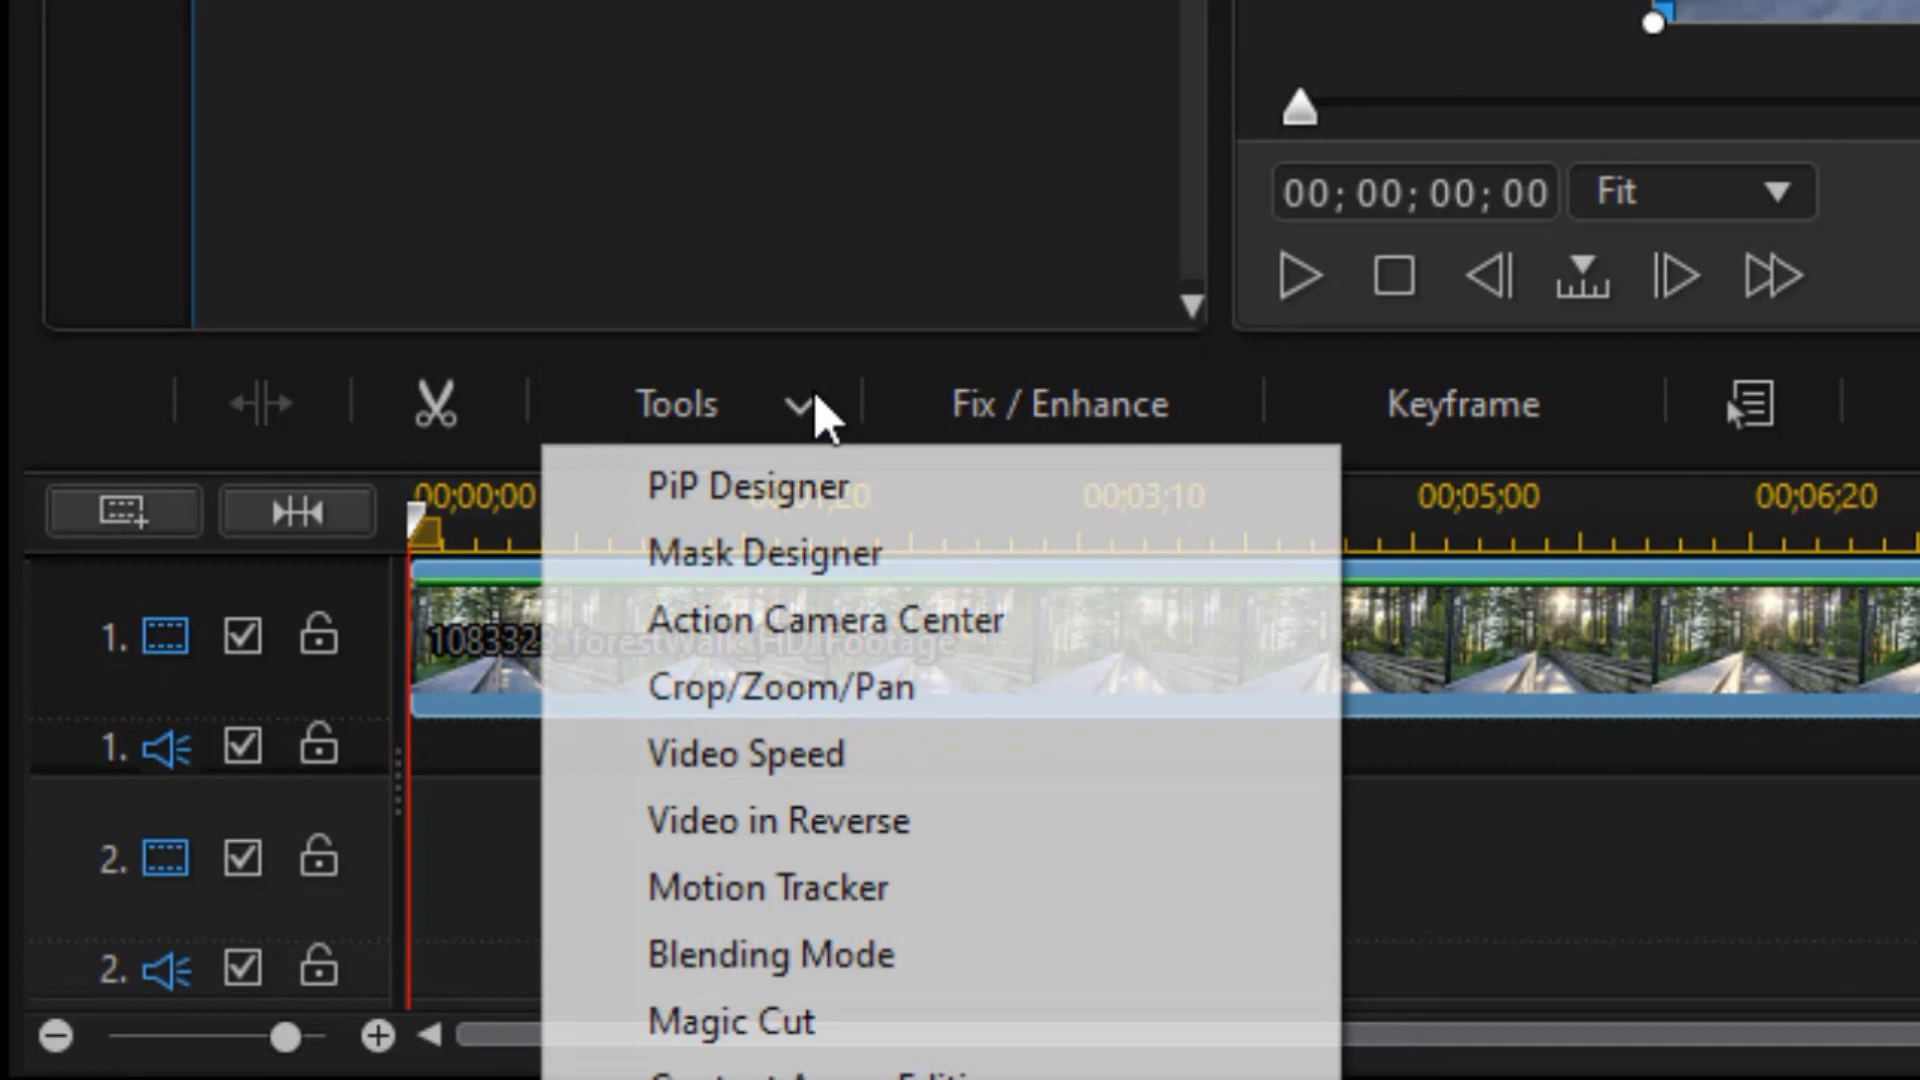 00; 00; 00; 00
Fit
Tools
Fix / Enhance
Keyframe
00;00;00
00;03;10
00;05;00
00;06;20
PiP Designer
Mask Designer
Action Camera Center
1083323_forestwalk_HD_Footage
Crop/Zoom/Pan
Video Speed
Video in Reverse
Motion Tracker
Blending Mode
Magic Cut
1.
1.
2.
2.